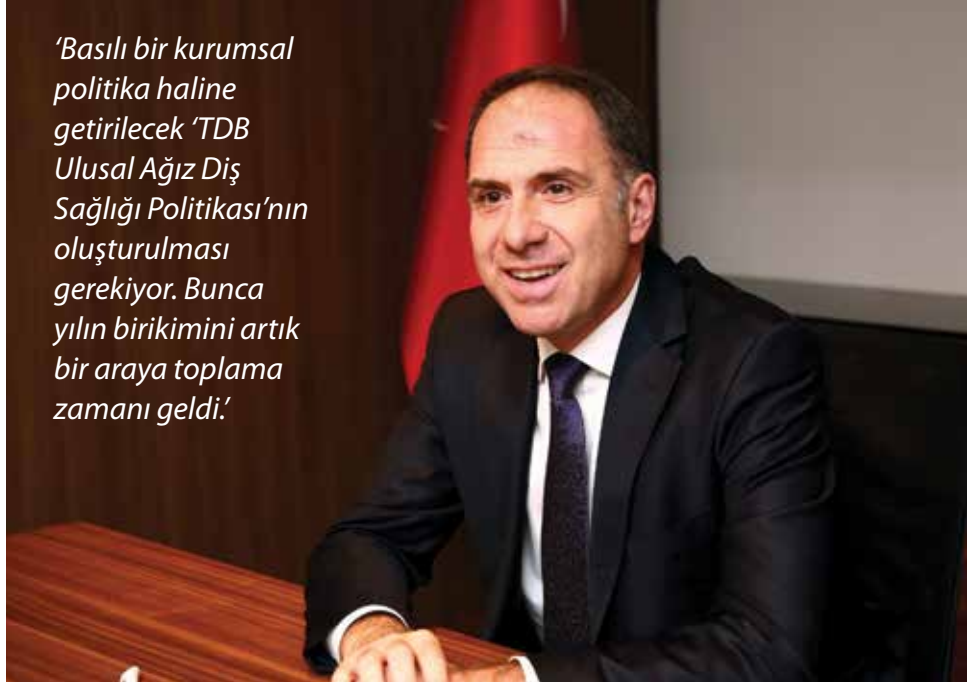 ‘Basılı bir kurumsal
politika haline
getirilecek ‘TDB
Ulusal Ağız Diş
Sağlığı Politikası’nın
oluşturulması
gerekiyor. Bunca
yılın birikimini artık
bir araya toplama
zamanı geldi.’